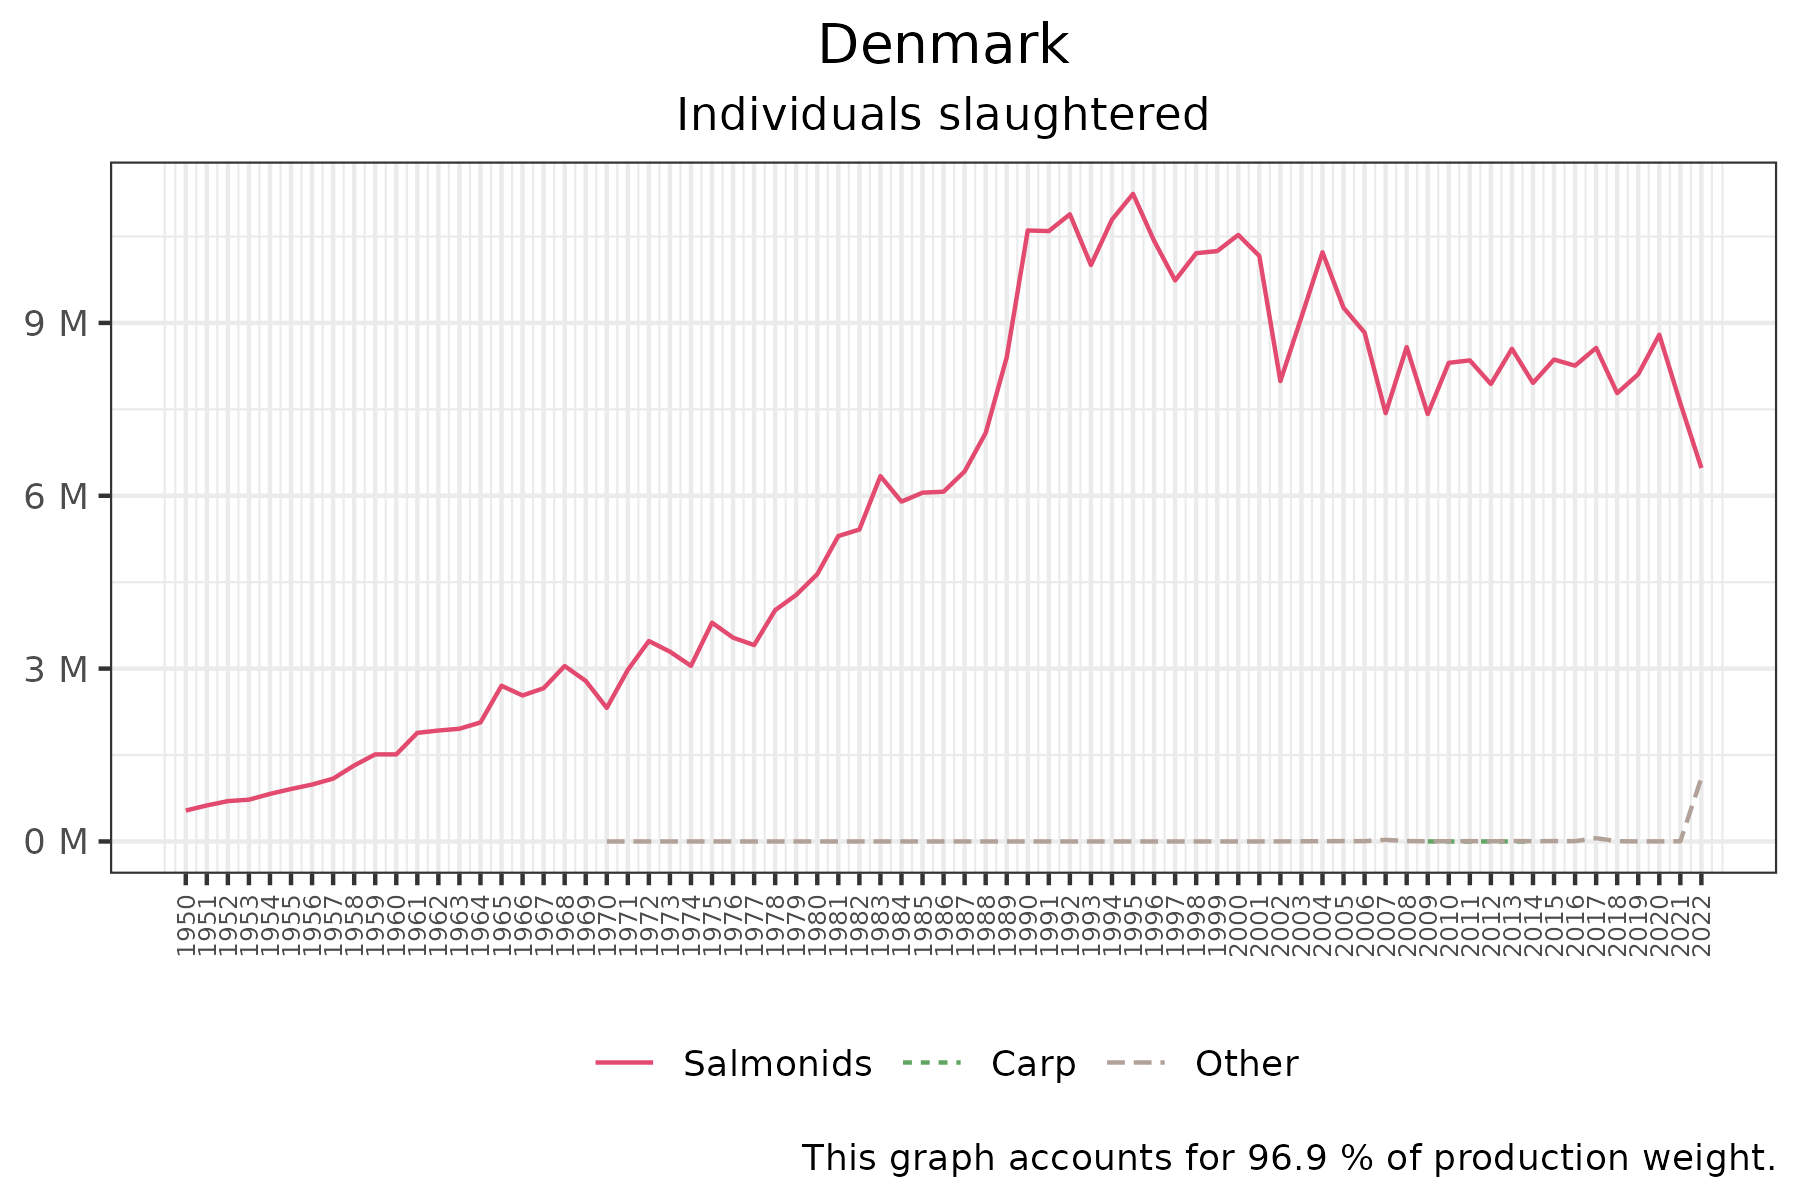 Denmark
Individuals slaughtered
9 M
6 M
3 M
0 M
1950 1951 1952 1953 1954 1955 1956 1957 1958 1959 1960 1961 1962 1963 1964 1965 1966 1967 1968 1969 1970 1971 1972 1973 1974 1975 1976 1977 1978 1979 1980 1981 1982 1983 1984 1985 1986 1987 1988 1989 1990 1991 1992 1993 1994 1995 1996 1997 1998 1999 2000 2001 2002 2003 2004 2005 2006 2007 2008 2009 2010 2011 2012 2013 2014 2015 2016 2017 2018 2019 2020 2021 2022
Salmonids Carp Other
This graph accounts for 96.9 % of production weight.